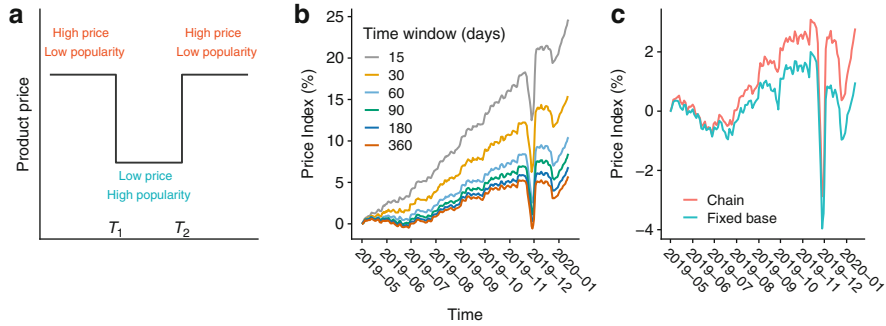 a
High price
Low popularity
High price
Low popularity
Product price
Low price
High popularity
T1
T2
b
Time window (days)
15
30
60
90
180
360
Price Index (%)
25
20
15
10
5
0
2019–05
2019–06
2019–07
2019–08
2019–09
2019–10
2019–11
2019–12
2020–01
Time
c
Price Index (%)
2
0
−2
−4
Chain
Fixed base
2019–05
2019–06
2019–07
2019–08
2019–09
2019–10
2019–11
2019–12
2020–01